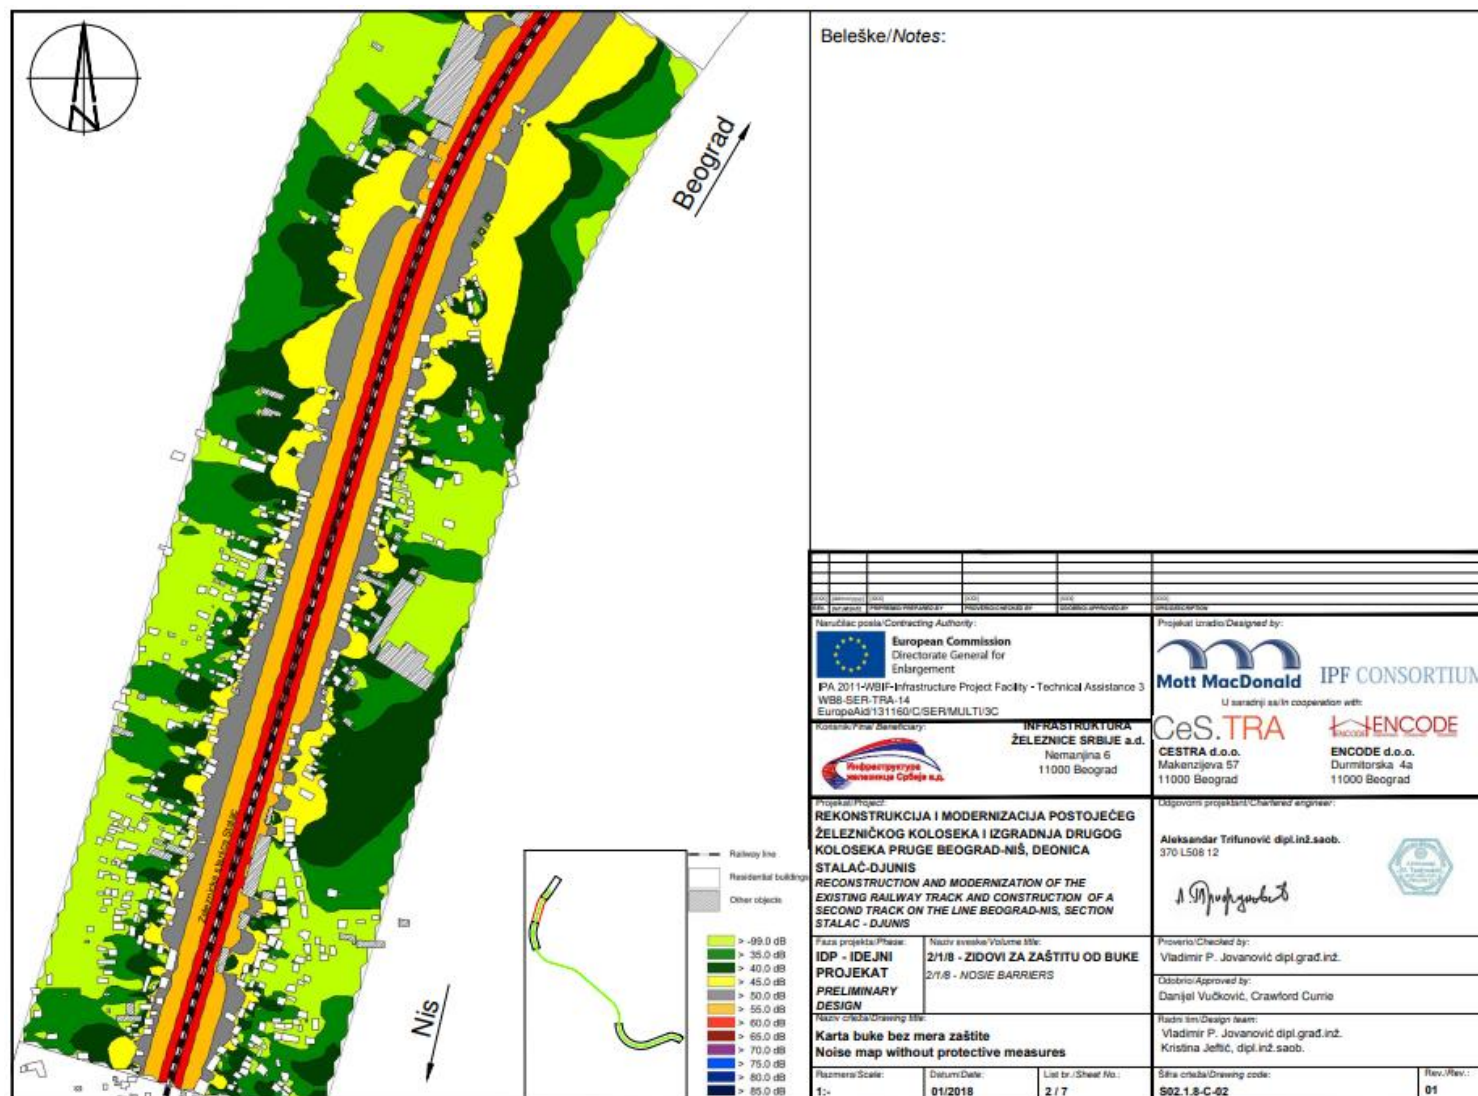 N
Beograd
Nis
Železnička stanica Stalać
Railway line
Residential buildings
Other objects
> -99.0 dB
> 35.0 dB
> 40.0 dB
> 45.0 dB
> 50.0 dB
> 55.0 dB
> 60.0 dB
> 65.0 dB
> 70.0 dB
> 75.0 dB
> 80.0 dB
> 85.0 dB
Beleške/Notes:
Naručilac posla/Contracting Authority:
European Commission
Directorate General for
Enlargement
IPA 2011-WBIF-Infrastructure Project Facility - Technical Assistance 3
WB8-SER-TRA-14
EuropeAid/131160/C/SER/MULTI/3C
Projekat izradio/Designed by:
Mott MacDonald
IPF CONSORTIUM
U saradnji sa/In cooperation with:
CeS.TRA
ENCODE
CESTRA d.o.o.
Makenzijeva 57
11000 Beograd
ENCODE d.o.o.
Durmitorska 4a
11000 Beograd
Korisnik/Final Beneficiary:
Инфраструктура
железнице Србије а.д.
INFRASTRUKTURA
ŽELEZNICE SRBIJE a.d.
Nemanjina 6
11000 Beograd
Projekat/Project:
REKONSTRUKCIJA I MODERNIZACIJA POSTOJEĆEG
ŽELEZNIČKOG KOLOSEKA I IZGRADNJA DRUGOG
KOLOSEKA PRUGE BEOGRAD-NIŠ, DEONICA
STALAĆ-DJUNIS
RECONSTRUCTION AND MODERNIZATION OF THE
EXISTING RAILWAY TRACK AND CONSTRUCTION OF A
SECOND TRACK ON THE LINE BEOGRAD-NIS, SECTION
STALAC - DJUNIS
Odgovorni projektant/Chartered engineer:
Aleksandar Trifunović dipl.inž.saob.
370 L508 12
Faza projekta/Phase:
IDP - IDEJNI
PROJEKAT
PRELIMINARY
DESIGN
Naziv sveske/Volume title:
2/1/8 - ZIDOVI ZA ZAŠTITU OD BUKE
2/1/8 - NOSIE BARRIERS
Proverio/Checked by:
Vladimir P. Jovanović dipl.građ.inž.
Odobrio/Approved by:
Danijel Vučković, Crawford Currie
Naziv crteža/Drawing title:
Karta buke bez mera zaštite
Noise map without protective measures
Radni tim/Design team:
Vladimir P. Jovanović dipl.građ.inž.
Kristina Jeftić, dipl.inž.saob.
Razmera/Scale:
1:-
Datum/Date:
01/2018
List br./Sheet No.:
2 / 7
Šifra crteža/Drawing code:
S02.1.8-C-02
Rev./Rev.:
01